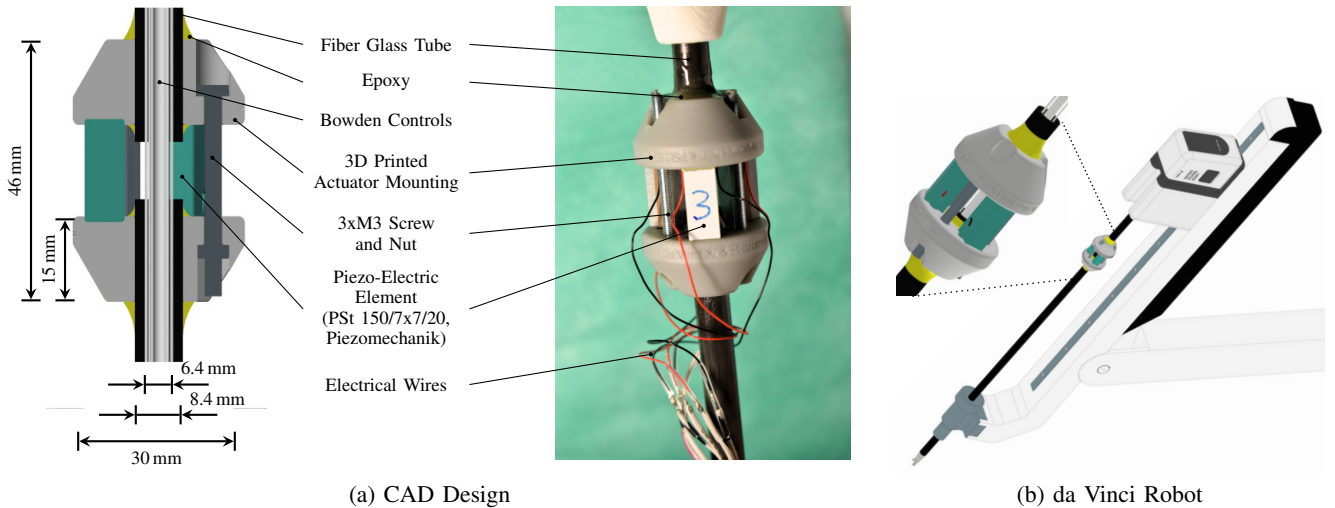 Fiber Glass Tube
Epoxy
Bowden Controls
3D Printed
Actuator Mounting
3xM3 Screw
and Nut
Piezo-Electric
Element
(PSt 150/7x7/20,
Piezomechanik)
Electrical Wires
46 mm
15 mm
6.4 mm
8.4 mm
30 mm
3
(a) CAD Design
(b) da Vinci Robot